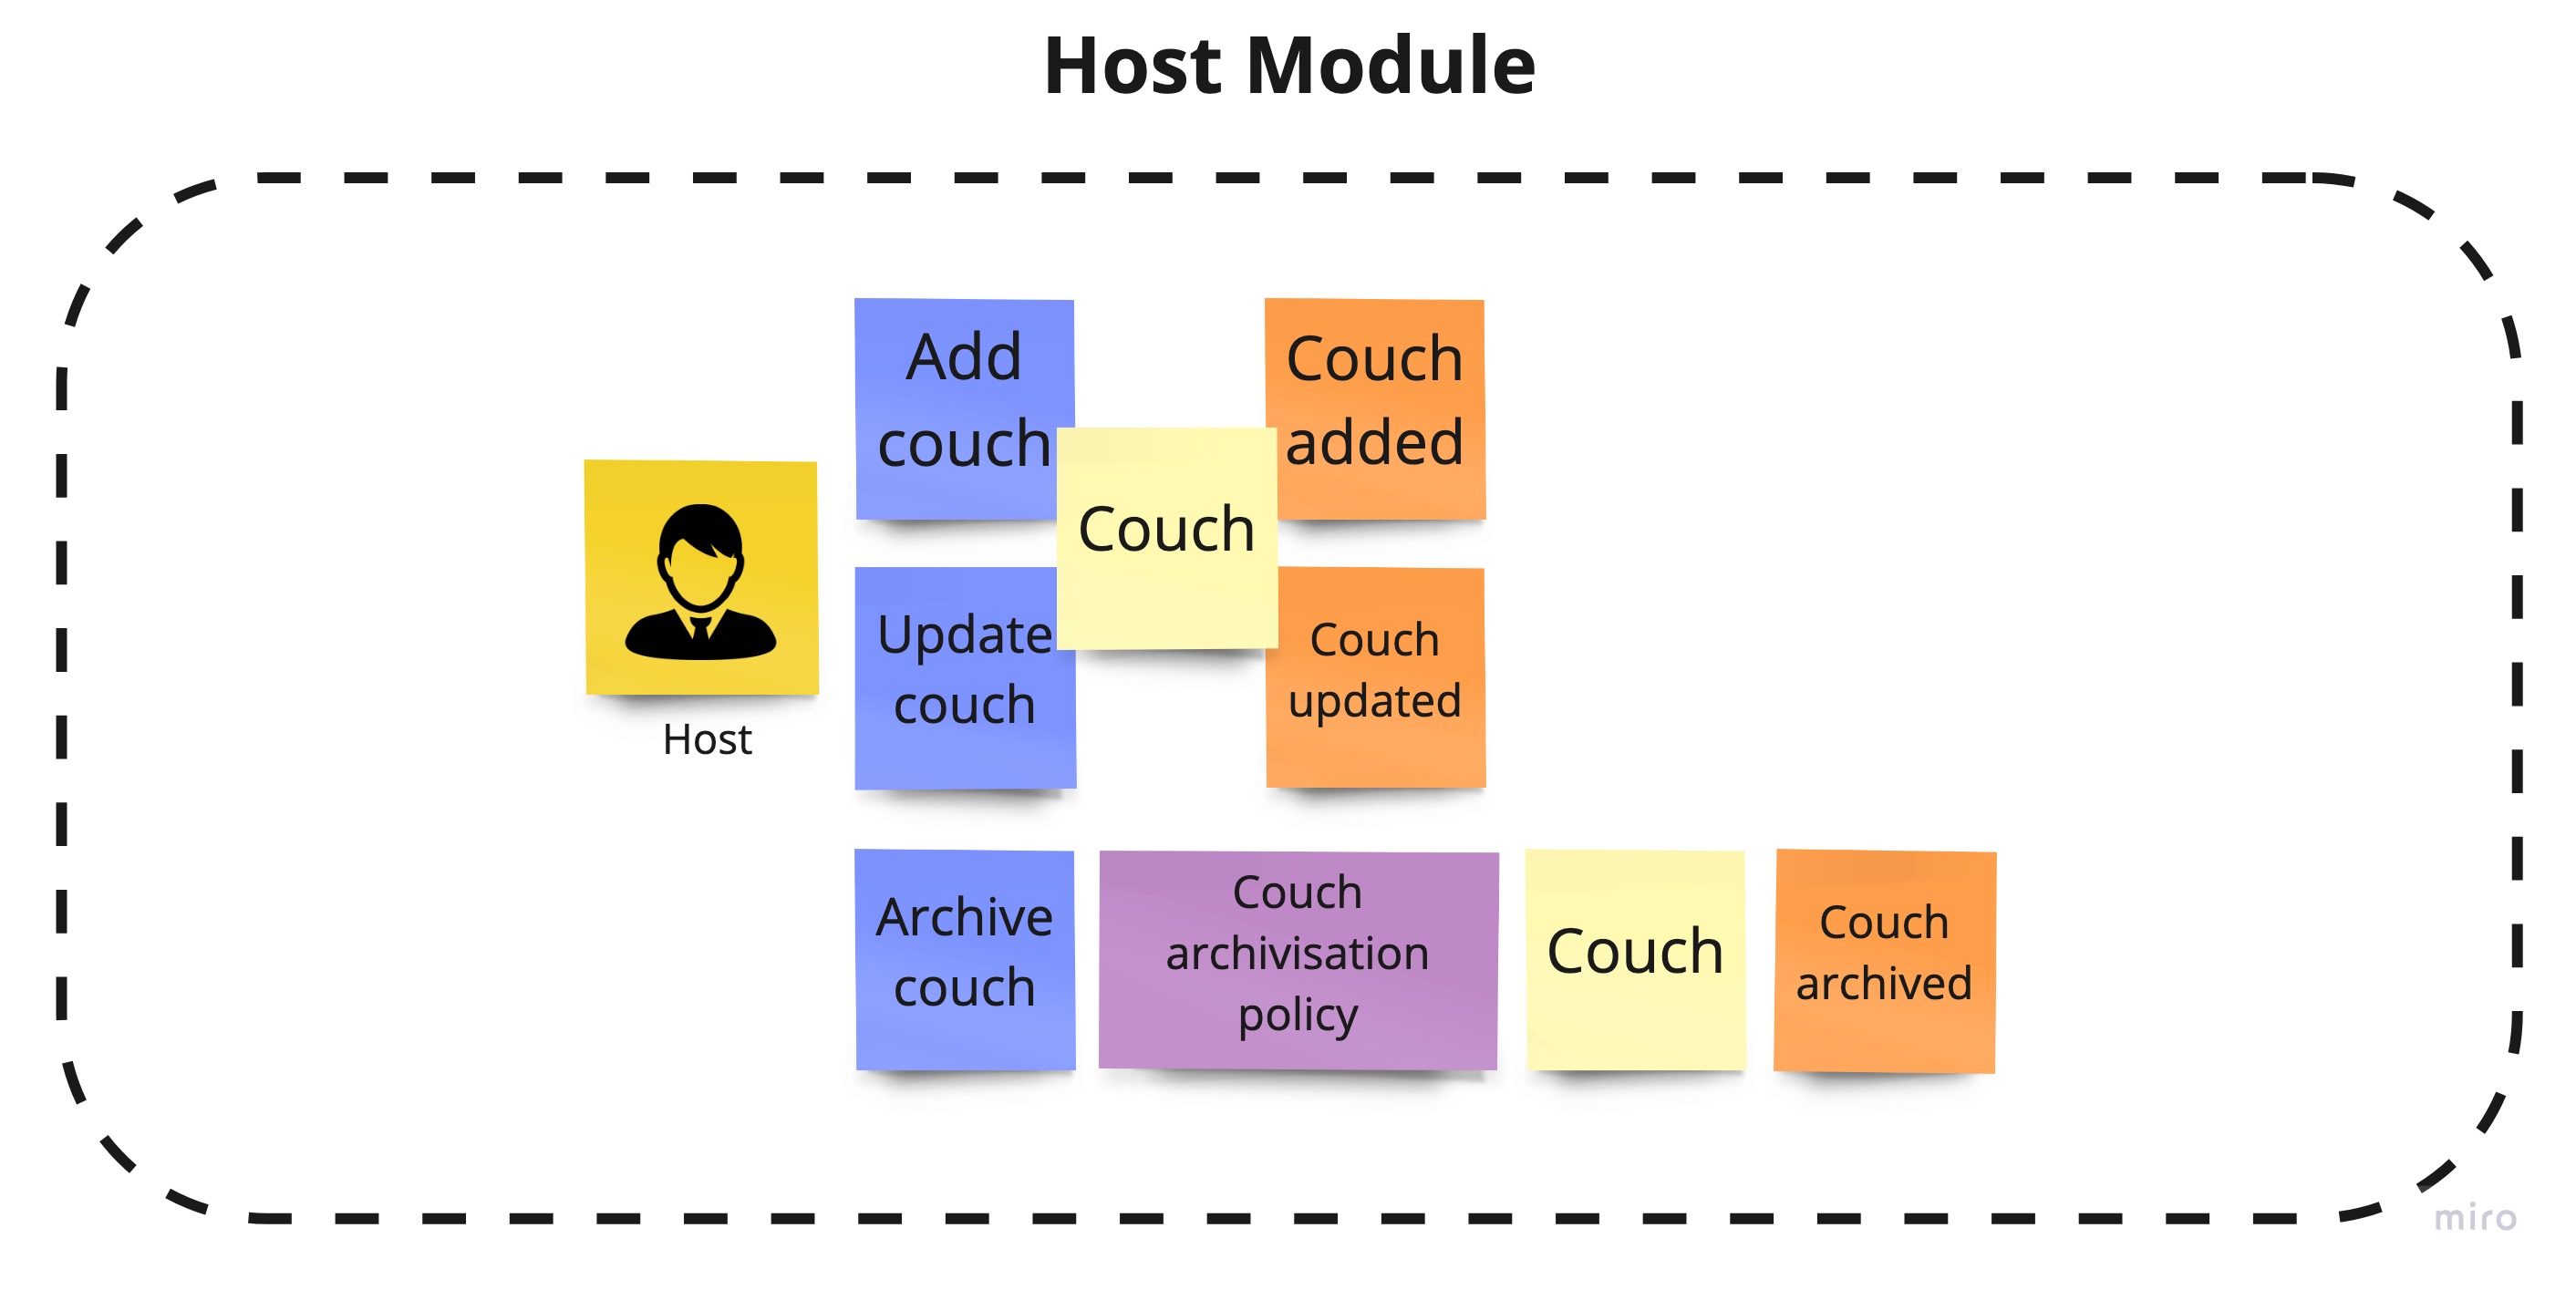 Host Module
Add
couch
Couch
added
Couch
Host
Update
couch
Couch
updated
Archive
couch
Couch
archivisation
policy
Couch
Couch
archived
miro